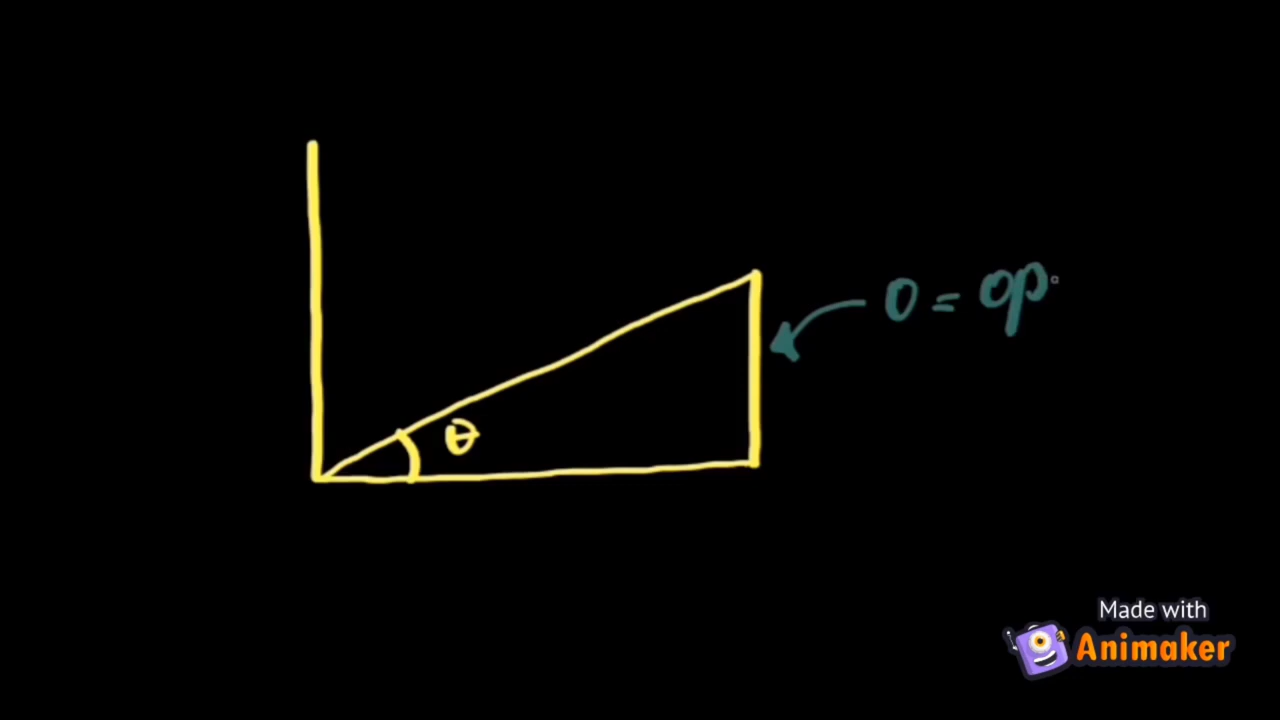 O = op
θ
Made with
Animaker